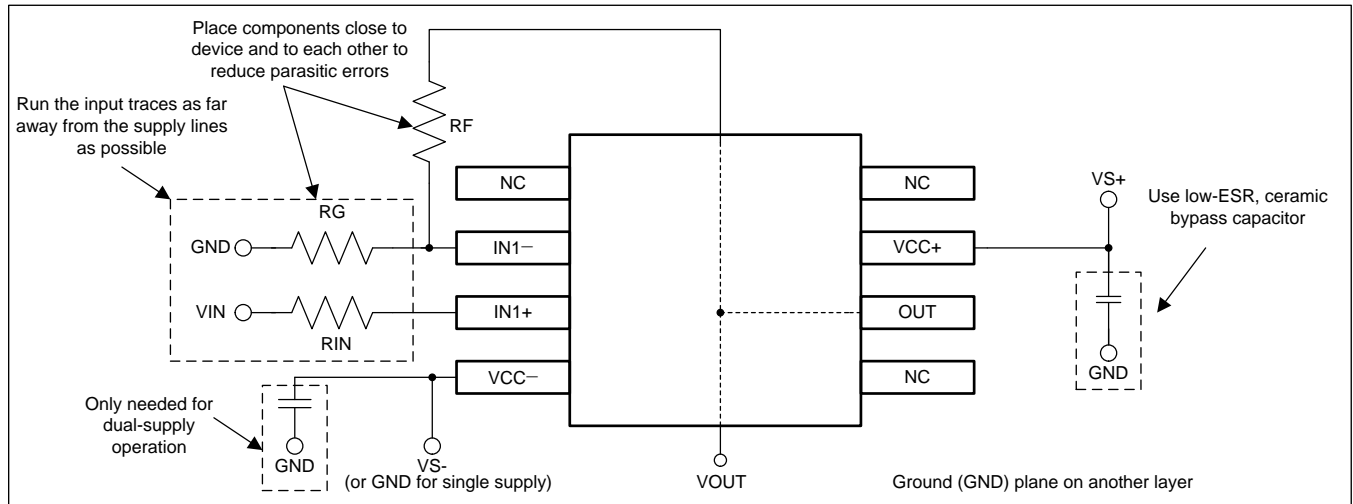 Place components close to
device and to each other to
reduce parasitic errors
Run the input traces as far
away from the supply lines
as possible
RF
NC
NC
VS+
Use low-ESR, ceramic
bypass capacitor
RG
GND
IN1−
VCC+
VIN
IN1+
OUT
RIN
VCC−
NC
GND
Only needed for
dual-supply
operation
GND
VS-
(or GND for single supply)
VOUT
Ground (GND) plane on another layer